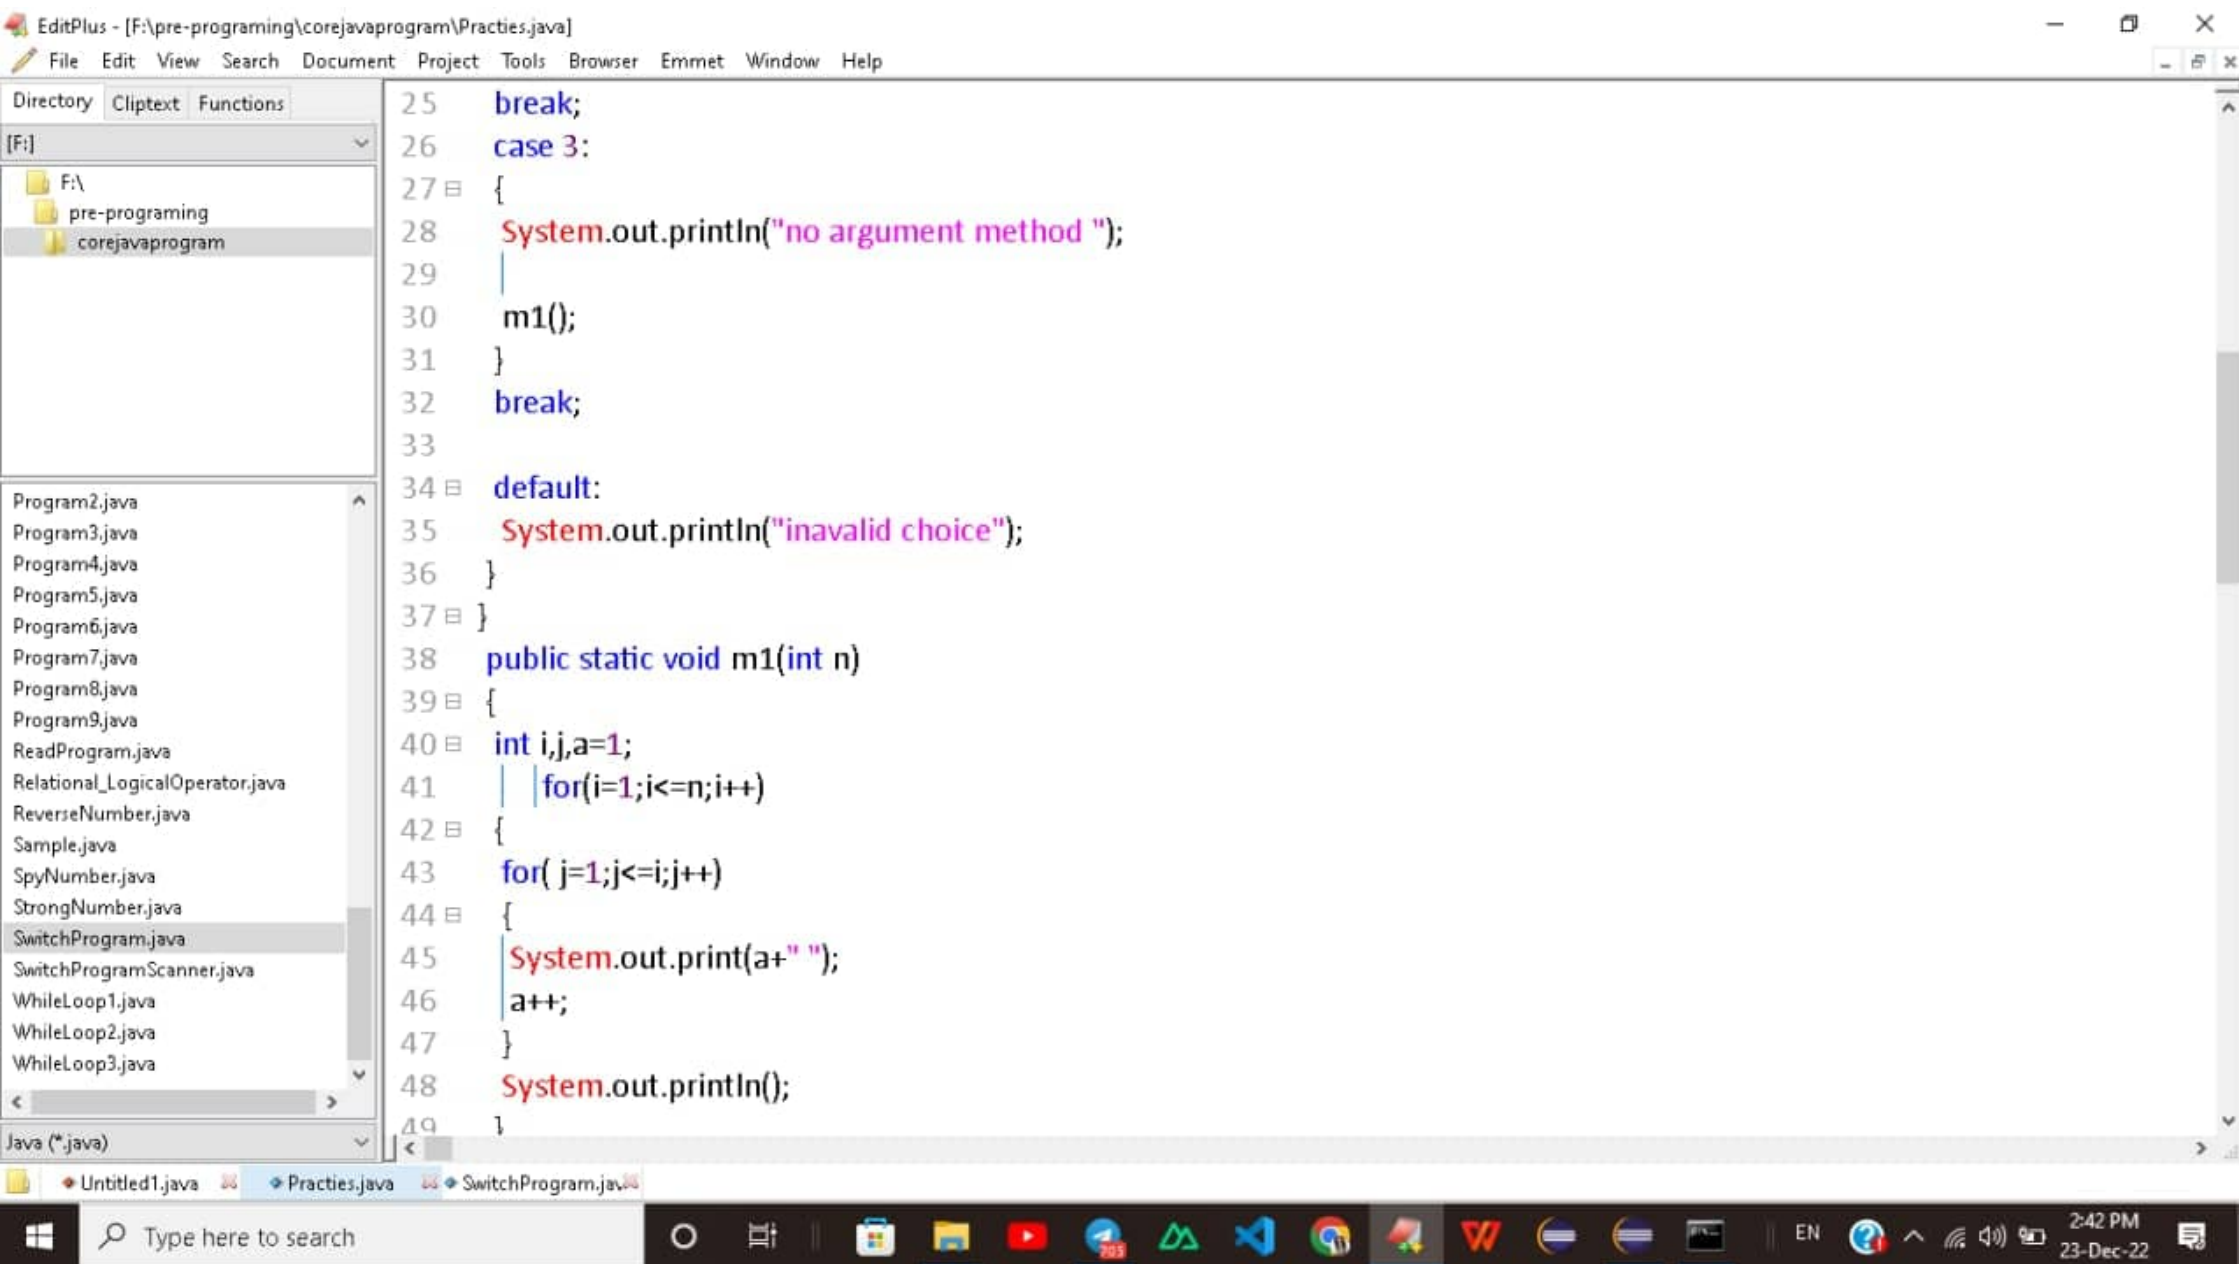 EditPlus - [F:\pre-programing\corejavaprogram\Practies.java]
File Edit View Search Document Project Tools Browser Emmet Window Help
Directory Cliptext Functions
[F:]
F:\
pre-programing
corejavaprogram
Program2.java
Program3.java
Program4.java
Program5.java
Program6.java
Program7.java
Program8.java
Program9.java
ReadProgram.java
Relational_LogicalOperator.java
ReverseNumber.java
Sample.java
SpyNumber.java
StrongNumber.java
SwitchProgram.java
SwitchProgramScanner.java
WhileLoop1.java
WhileLoop2.java
WhileLoop3.java
Java (*.java)
25 break;
26 case 3:
27 {
28 System.out.println("no argument method ");
29
30 m1();
31 }
32 break;
33
34 default:
35 System.out.println("inavalid choice");
36 }
37 }
38 public static void m1(int n)
39 {
40 int i,j,a=1;
41 for(i=1;i<=n;i++)
42 {
43 for( j=1;j<=i;j++)
44 {
45 System.out.print(a+" ");
46 a++;
47 }
48 System.out.println();
49 }
Untitled1.java Practies.java SwitchProgram.jav
Type here to search
705
EN
2:42 PM
23-Dec-22